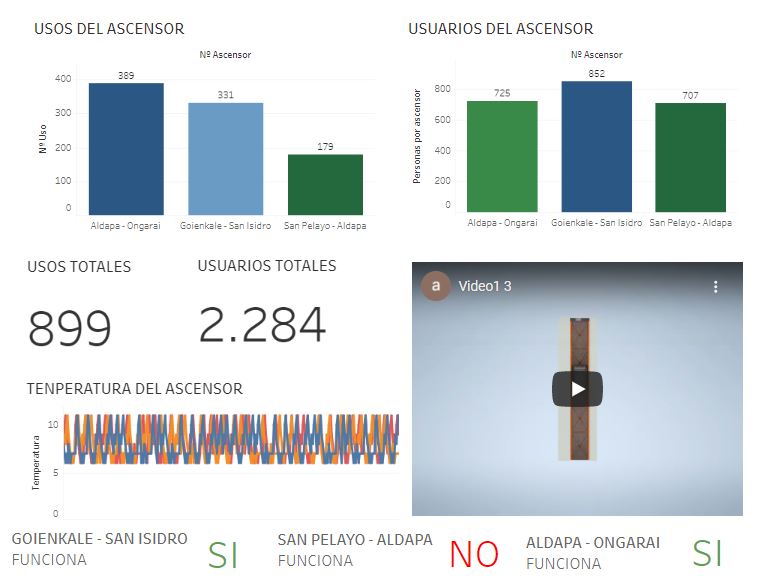 USOS DEL ASCENSOR
Nº Ascensor
Nº Uso
400
300
200
100
0
389
331
179
Aldapa - Ongarai
Goienkale - San Isidro
San Pelayo - Aldapa
USUARIOS DEL ASCENSOR
Nº Ascensor
Personas por ascensor
800
600
400
200
0
725
852
707
Aldapa - Ongarai
Goienkale - San Isidro
San Pelayo - Aldapa
USOS TOTALES
899
USUARIOS TOTALES
2.284
a
Video1 3
TENPERATURA DEL ASCENSOR
Temperatura
10
5
0
GOIENKALE - SAN ISIDRO
FUNCIONA
SI
SAN PELAYO - ALDAPA
FUNCIONA
NO
ALDAPA - ONGARAI
FUNCIONA
SI